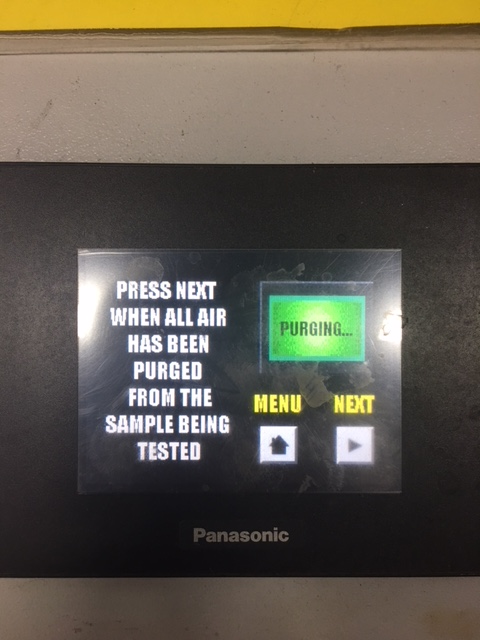 PRESS NEXT
WHEN ALL AIR
HAS BEEN
PURGED
FROM THE
SAMPLE BEING
TESTED
PURGING...
MENU NEXT
Panasonic